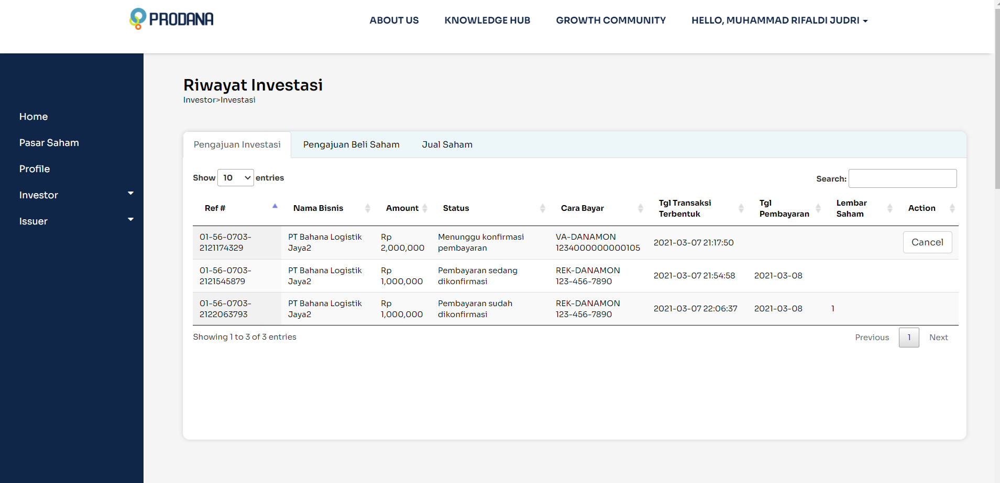 PRODANA
ABOUT US
KNOWLEDGE HUB
GROWTH COMMUNITY
HELLO, MUHAMMAD RIFALDI JUDRI
Home
Pasar Saham
Profile
Investor
Issuer
Riwayat Investasi
Investor>Investasi
Pengajuan Investasi
Pengajuan Beli Saham
Jual Saham
Show 10 entries
Search:
Ref #
Nama Bisnis
Amount
Status
Cara Bayar
Tgl Transaksi
Terbentuk
Tgl
Pembayaran
Lembar
Saham
Action
01-56-0703-
2121174329
PT Bahana Logistik
Jaya2
Rp
2,000,000
Menunggu konfirmasi
pembayaran
VA-DANAMON
1234000000000105
2021-03-07 21:17:50
Cancel
01-56-0703-
2121545879
PT Bahana Logistik
Jaya2
Rp
1,000,000
Pembayaran sedang
dikonfirmasi
REK-DANAMON
123-456-7890
2021-03-07 21:54:58
2021-03-08
01-56-0703-
2122063793
PT Bahana Logistik
Jaya2
Rp
1,000,000
Pembayaran sudah
dikonfirmasi
REK-DANAMON
123-456-7890
2021-03-07 22:06:37
2021-03-08
1
Showing 1 to 3 of 3 entries
Previous
1
Next